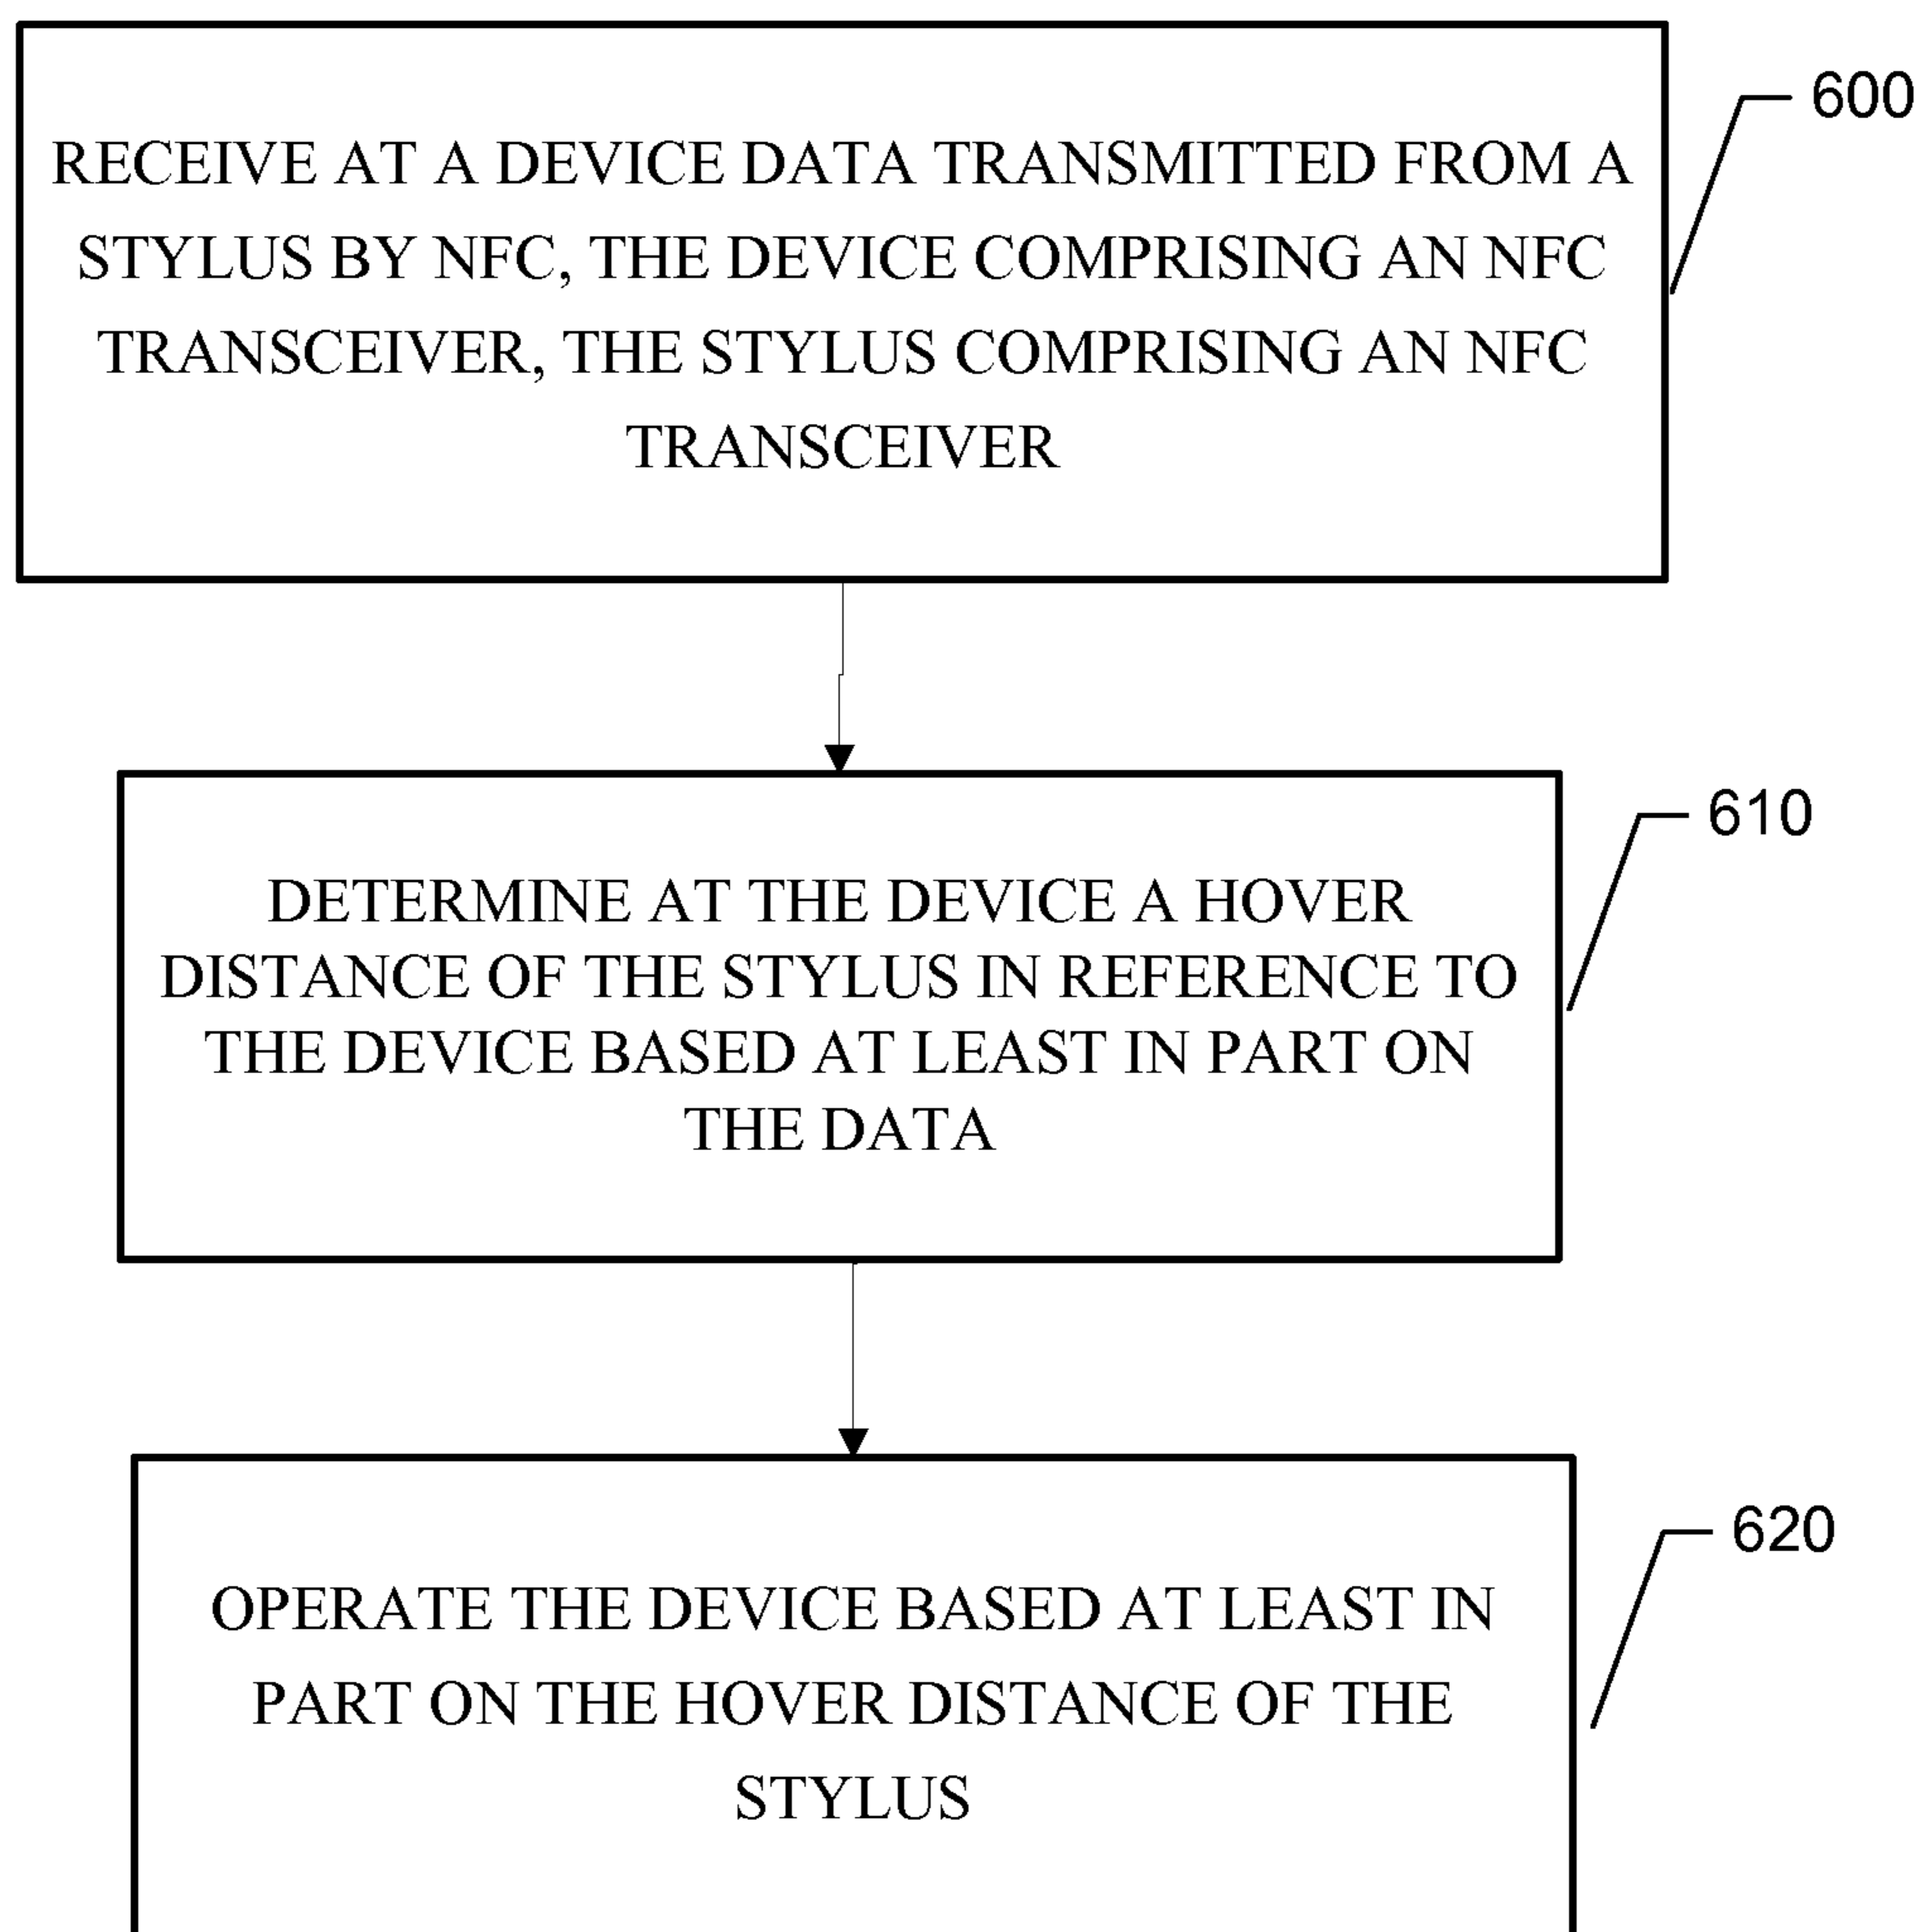 600
RECEIVE AT A DEVICE DATA TRANSMITTED FROM A
STYLUS BY NFC, THE DEVICE COMPRISING AN NFC
TRANSCEIVER, THE STYLUS COMPRISING AN NFC
TRANSCEIVER
610
DETERMINE AT THE DEVICE A HOVER
DISTANCE OF THE STYLUS IN REFERENCE TO
THE DEVICE BASED AT LEAST IN PART ON
THE DATA
620
OPERATE THE DEVICE BASED AT LEAST IN
PART ON THE HOVER DISTANCE OF THE
STYLUS